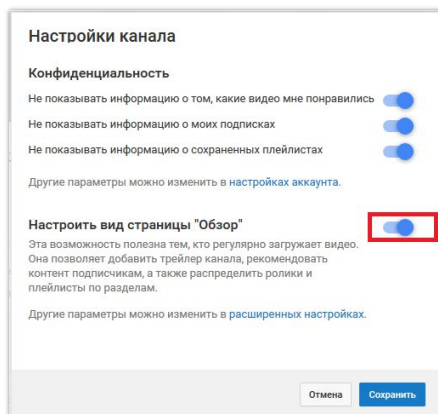 Настройки канала
Конфиденциальность
Не показывать информацию о том, какие видео мне понравились
Не показывать информацию о моих подписках
Не показывать информацию о сохраненных плейлистах
Другие параметры можно изменить в настройках аккаунта.
Настроить вид страницы "Обзор"
Эта возможность полезна тем, кто регулярно загружает видео.
Она позволяет добавить трейлер канала, рекомендовать
контент подписчикам, а также распределить ролики и
плейлисты по разделам.
Другие параметры можно изменить в расширенных настройках.
Отмена Сохранить